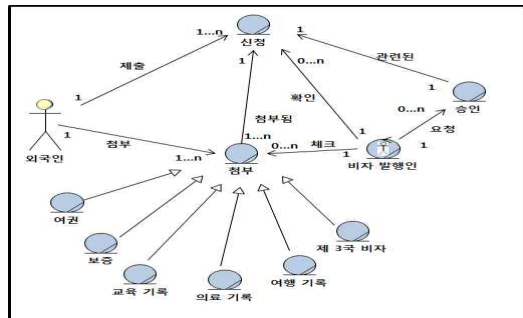 1...n
신청
1
제출
1
0...n
관련된
1
1
외국인
1
첨부
첨부됨
1...n
1...n
첨부
확인
0...n
체크
1
1
비자 발행인
0...n
승인
요청
1
여권
보증
교육 기록
의료 기록
여행 기록
제 3국 비자